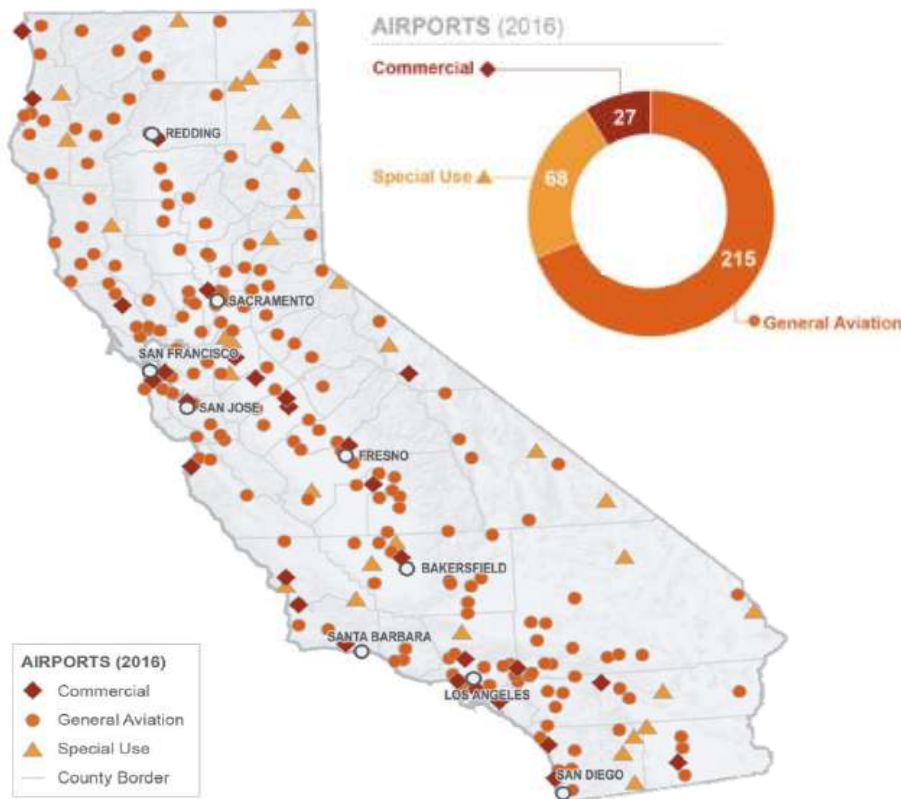 AIRPORTS (2016)
Commercial
27
Special Use
68
215
General Aviation
REDDING
SACRAMENTO
SAN FRANCISCO
SAN JOSE
FRESNO
BAKERSFIELD
SANTA BARBARA
LOS ANGELES
SAN DIEGO
AIRPORTS (2016)
Commercial
General Aviation
Special Use
County Border